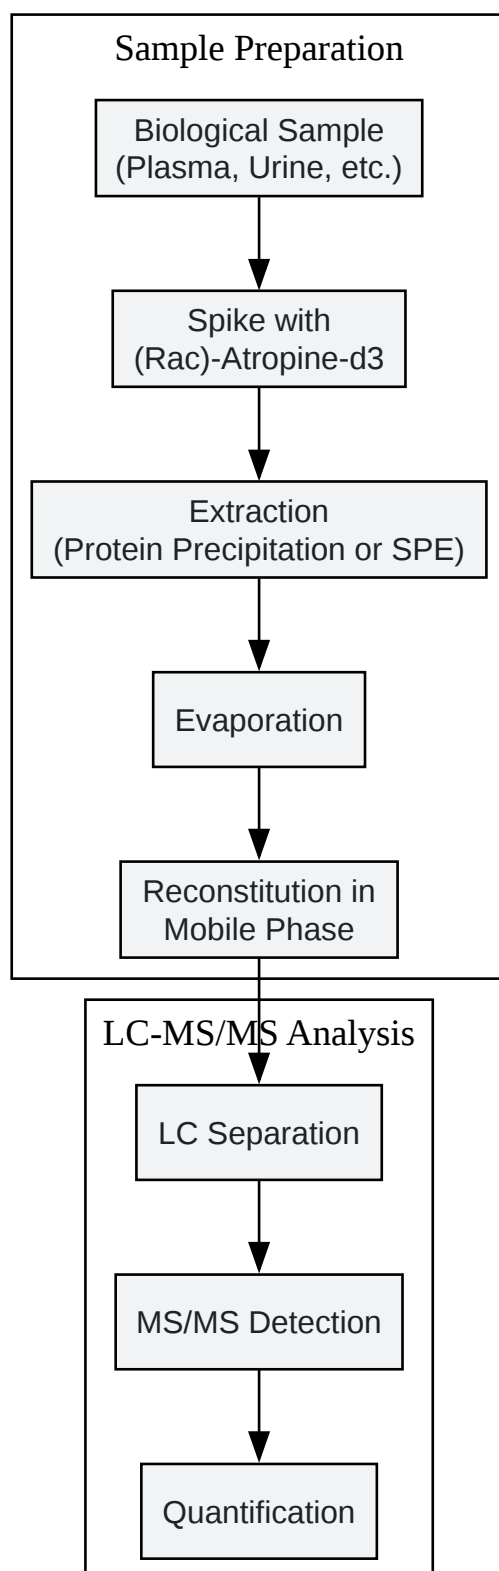 Sample Preparation
Biological Sample
(Plasma, Urine, etc.)
Spike with
(Rac)-Atropine-d3
Extraction
(Protein Precipitation or SPE)
Evaporation
Reconstitution in
Mobile Phase
LC-MS/MS Analysis
LC Separation
MS/MS Detection
Quantification